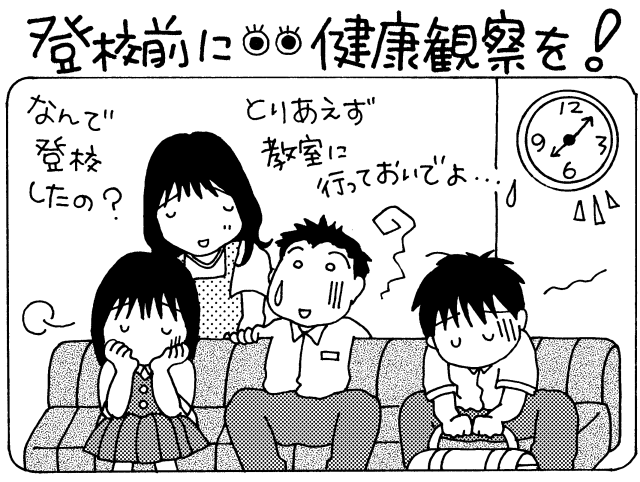 登校前に 健康観察を!
なんで
登校
したの?
とりあえず
教室に
行っておいでよ...
12
9 3
6